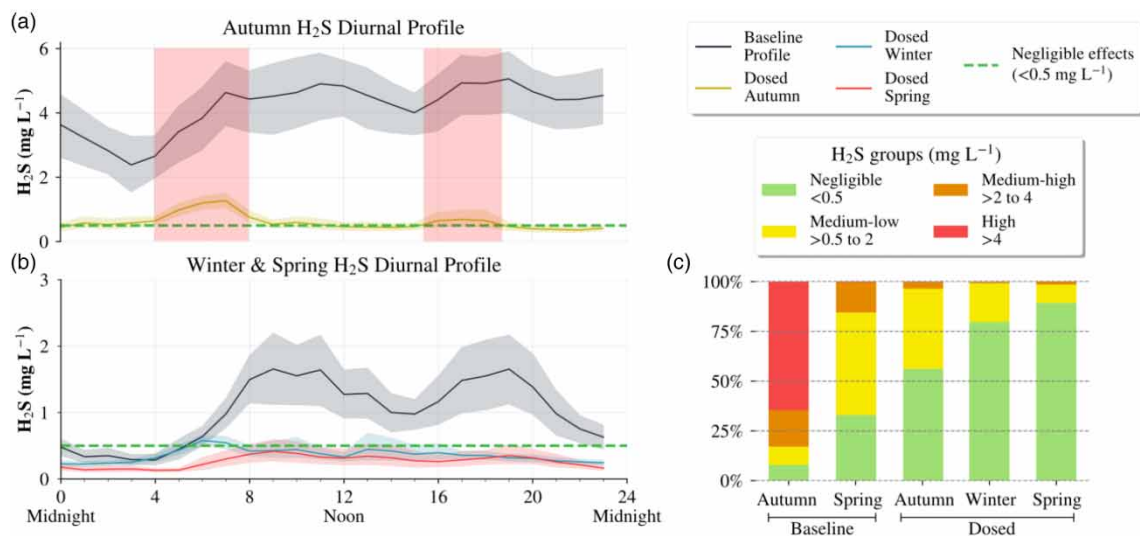 (a)
Autumn H₂S Diurnal Profile
H₂S (mg L⁻¹)
6
4
2
0
Baseline
Profile
Dosed
Autumn
Dosed
Winter
Dosed
Spring
Negligible effects
(<0.5 mg L⁻¹)
H₂S groups (mg L⁻¹)
Negligible
<0.5
Medium-low
>0.5 to 2
Medium-high
>2 to 4
High
>4
(b)
Winter & Spring H₂S Diurnal Profile
H₂S (mg L⁻¹)
3
2
1
0
0 4 8 12 16 20 24
Midnight Noon Midnight
(c)
100%
75%
50%
25%
0%
Autumn Spring Autumn Winter Spring
Baseline Dosed